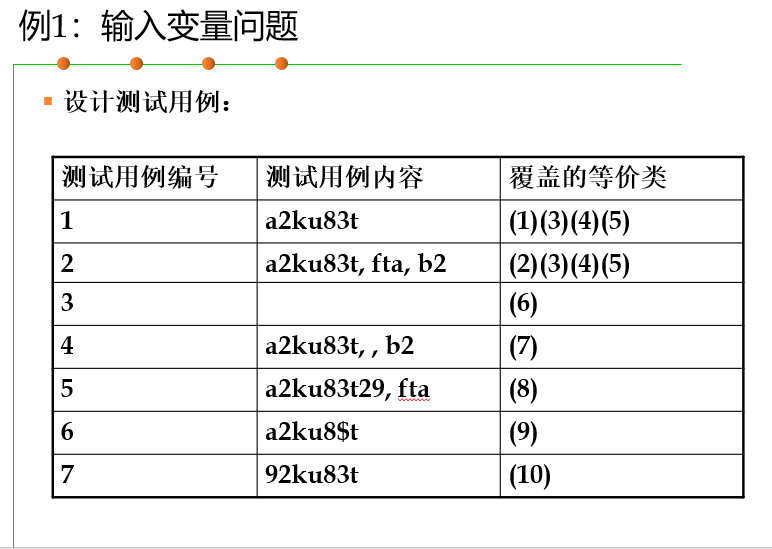 例1：输入变量问题
设计测试用例：
测试用例编号 测试用例内容 覆盖的等价类
1 a2ku83t (1)(3)(4)(5)
2 a2ku83t, fta, b2 (2)(3)(4)(5)
3 (6)
4 a2ku83t, , b2 (7)
5 a2ku83t29, fta (8)
6 a2ku8$t (9)
7 92ku83t (10)